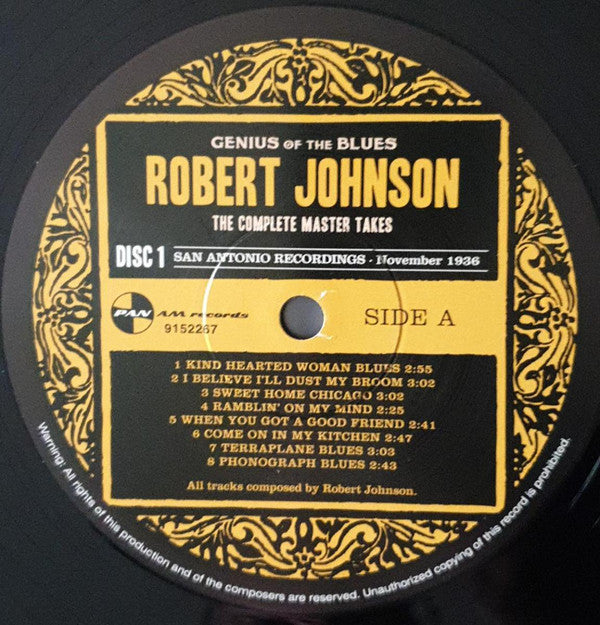 GENIUS OF THE BLUES
ROBERT JOHNSON
THE COMPLETE MASTER TAKES
DISC 1 SAN ANTONIO RECORDINGS · November 1936
PAN AM records
9152267
SIDE A
1 KIND HEARTED WOMAN BLUES 2:55
2 I BELIEVE I'LL DUST MY BROOM 3:02
3 SWEET HOME CHICAGO 3:02
4 RAMBLIN' ON MY MIND 2:25
5 WHEN YOU GOT A GOOD FRIEND 2:41
6 COME ON IN MY KITCHEN 2:47
7 TERRAPLANE BLUES 3:03
8 PHONOGRAPH BLUES 2:43
All tracks composed by Robert Johnson.
Warning: All rights of this production and of the composers are reserved. Unauthorized copying of this record is prohibited.